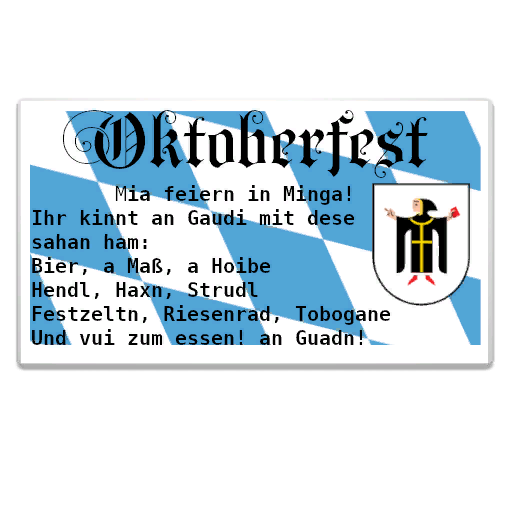 Oktoberfest
Mia feiern in Minga!
Ihr kinnt an Gaudi mit dese
sahan ham:
Bier, a Maß, a Hoibe
Hendl, Haxn, Strudl
Festzeltn, Riesenrad, Tobogane
Und vui zum essen! an Guadn!